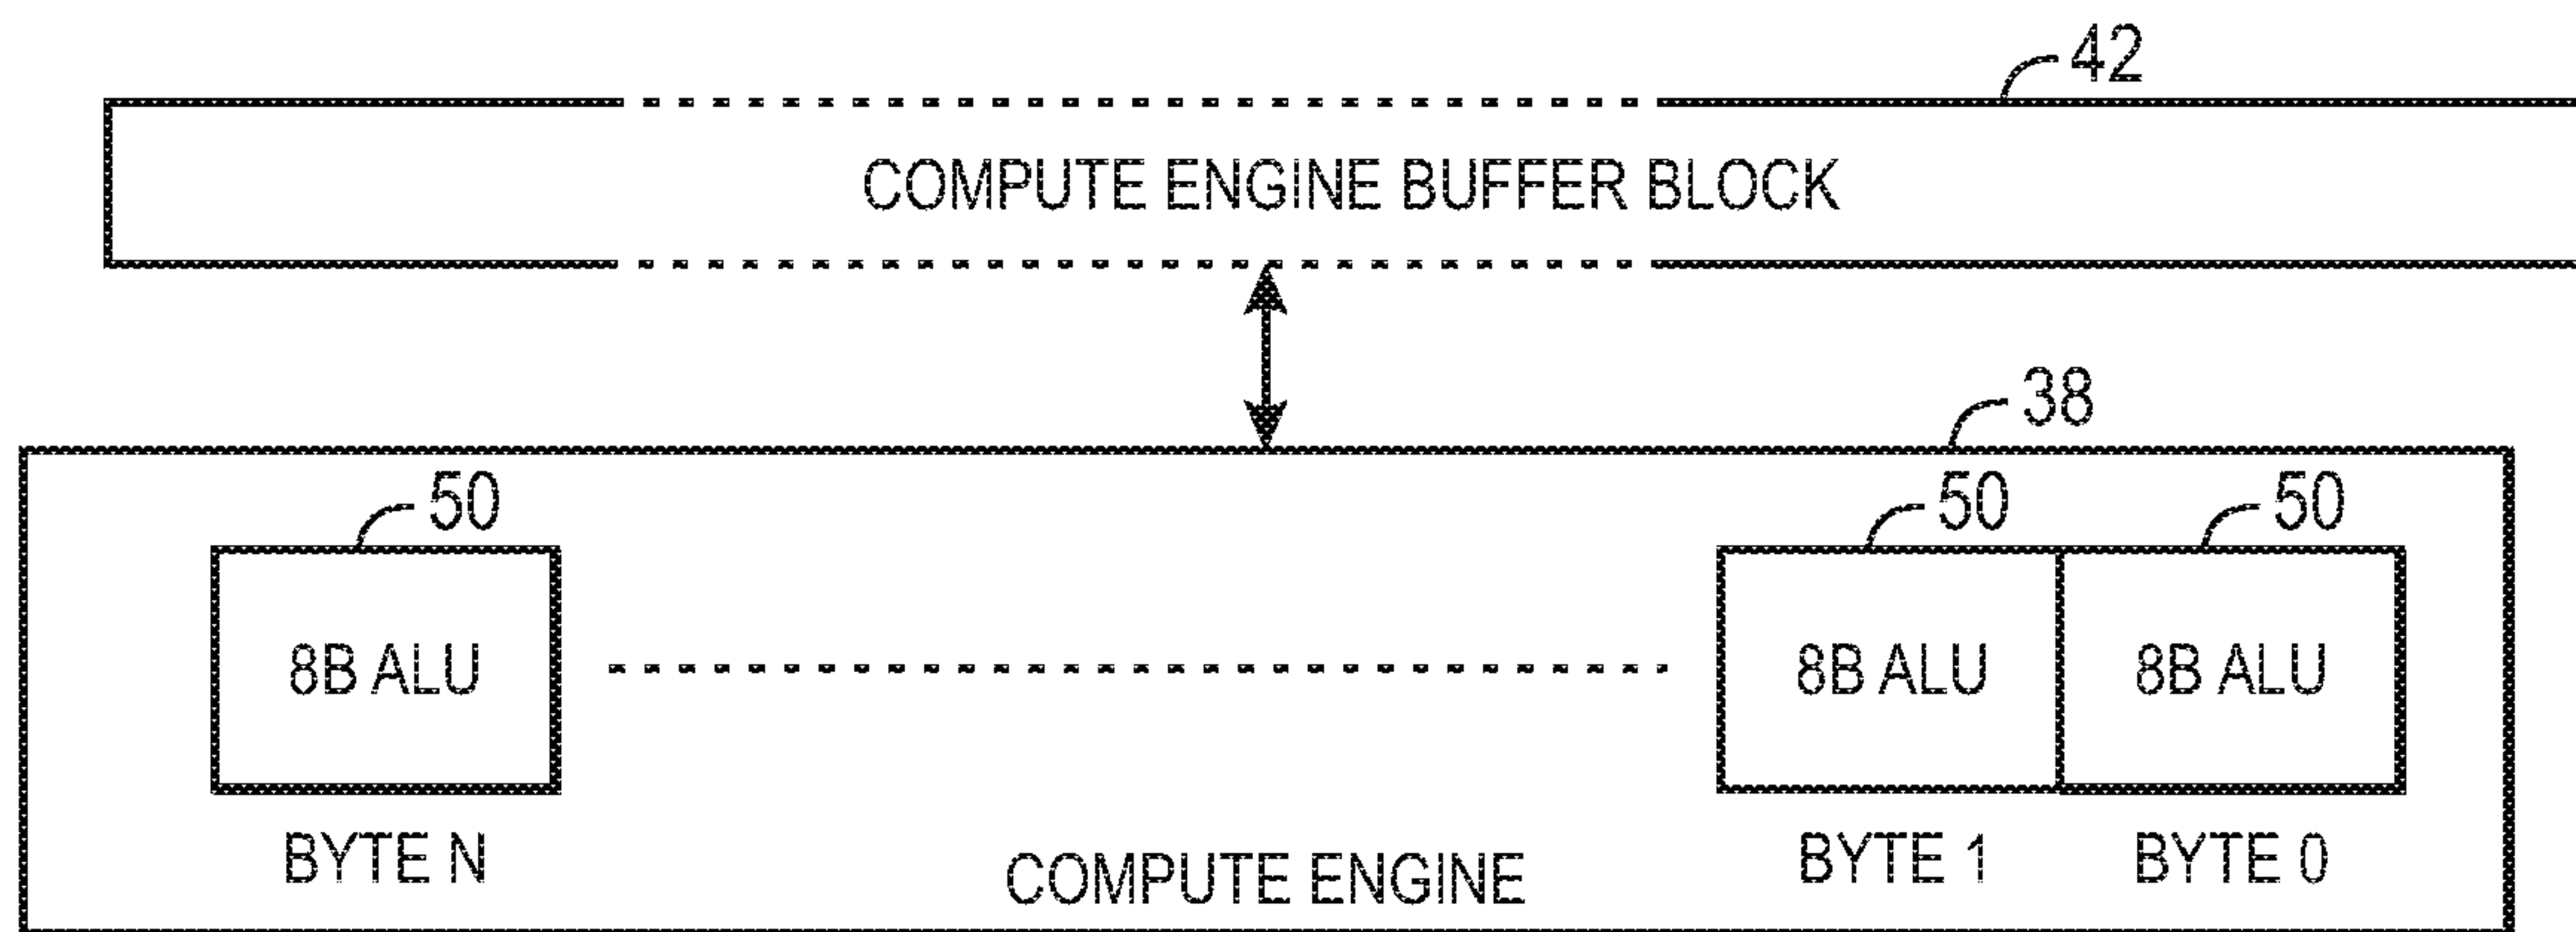 42
COMPUTE ENGINE BUFFER BLOCK
38
50 50 50
8B ALU 8B ALU 8B ALU
BYTE N BYTE 1 BYTE 0
COMPUTE ENGINE